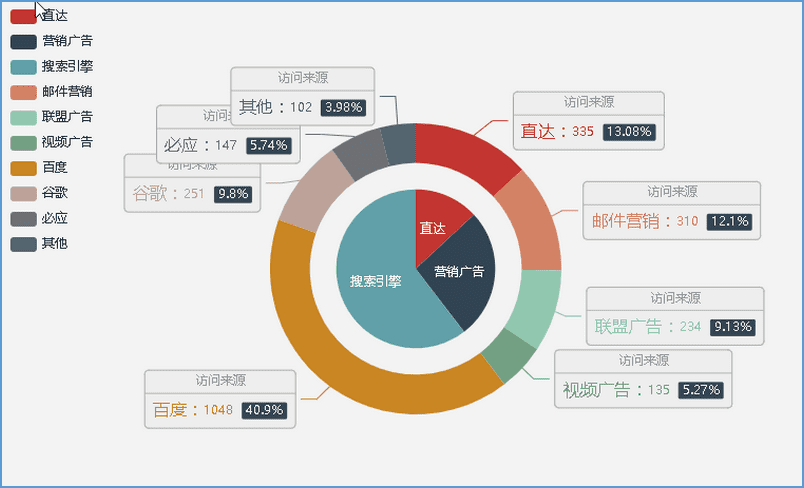 直达
营销广告
搜索引擎
邮件营销
联盟广告
视频广告
百度
谷歌
必应
其他
访问来源
其他：102 3.98%
访
必应：147 5.74%
访问来源
谷歌：251 9.8%
访问来源
直达：335 13.08%
访问来源
邮件营销：310 12.1%
访问来源
联盟广告：234 9.13%
访问来源
视频广告：135 5.27%
访问来源
百度：1048 40.9%
直达
营销广告
搜索引擎